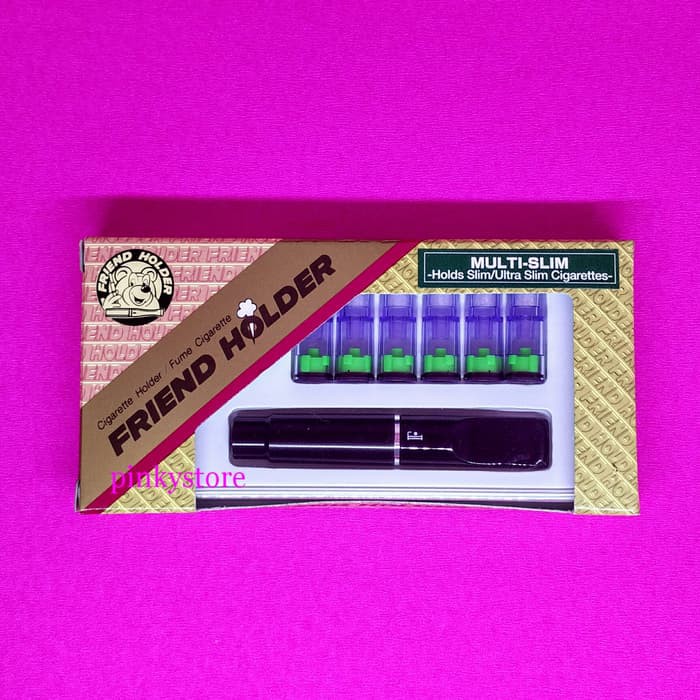 FRIEND HOLDER
MULTI-SLIM
-Holds Slim/Ultra Slim Cigarettes-
Cigarette Holder / Fume Cigarette
FRIEND HOLDER
pinkystore